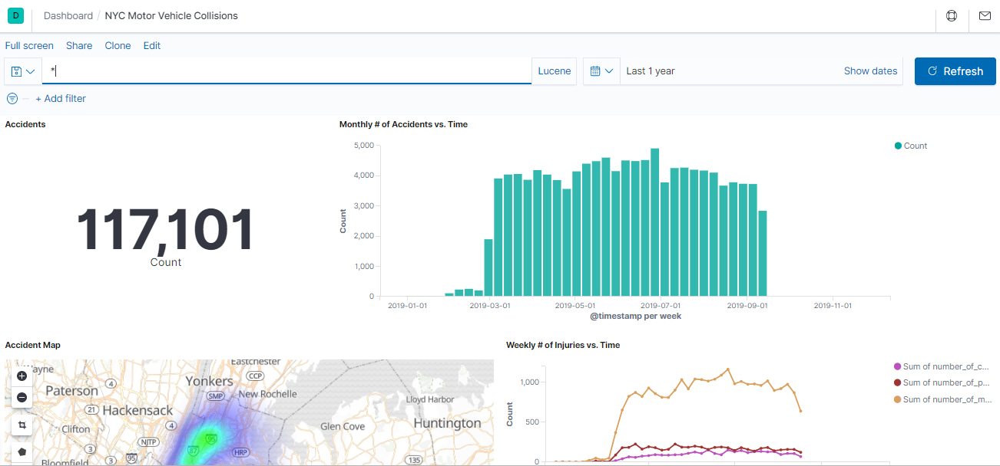 D Dashboard / NYC Motor Vehicle Collisions
Full screen Share Clone Edit
* Lucene Last 1 year Show dates Refresh
+ Add filter
Accidents
117,101
Count
Monthly # of Accidents vs. Time
5,000
4,000
3,000
2,000
1,000
0
Count
2019-01-01 2019-03-01 2019-05-01 2019-07-01 2019-09-01 2019-11-01
@timestamp per week
Count
Accident Map
Eastchester
ayne
Yonkers
CCP
4
Paterson
SMP
New Rochelle
Lloyd Harbor
21
Hackensack
4
Huntington
Clifton
Glen Cove
95
NJTP
87
3
HRP
95
3
Bloomfield
135
Weekly # of Injuries vs. Time
1,000
500
0
Count
Sum of number_of_c...
Sum of number_of_p...
Sum of number_of_m...